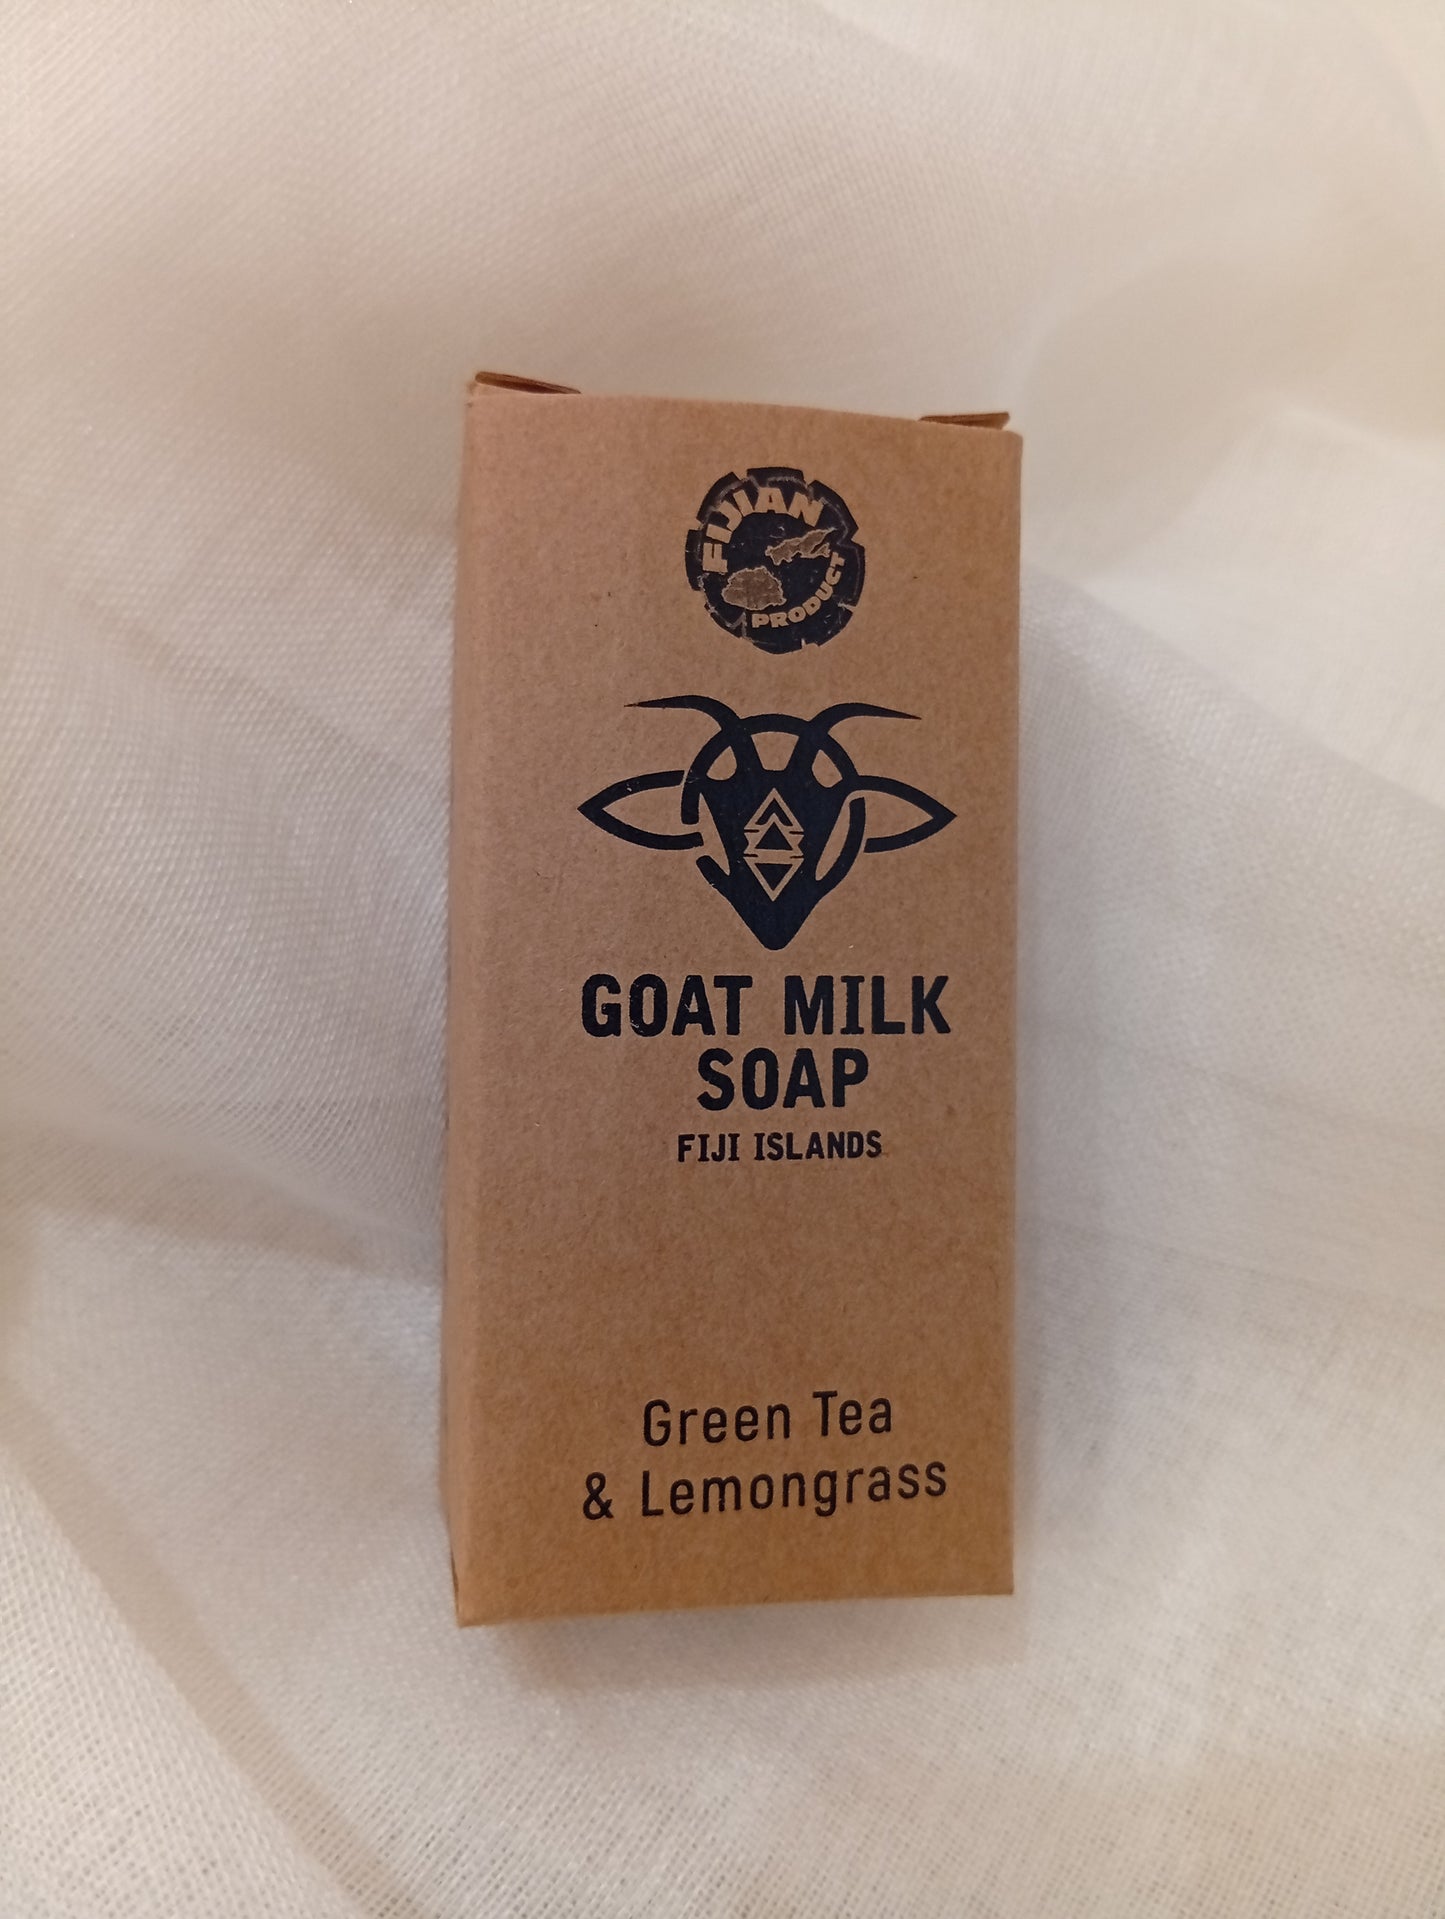 FIJIAN
PRODUCT
GOAT MILK
SOAP
FIJI ISLANDS
Green Tea
& Lemongrass